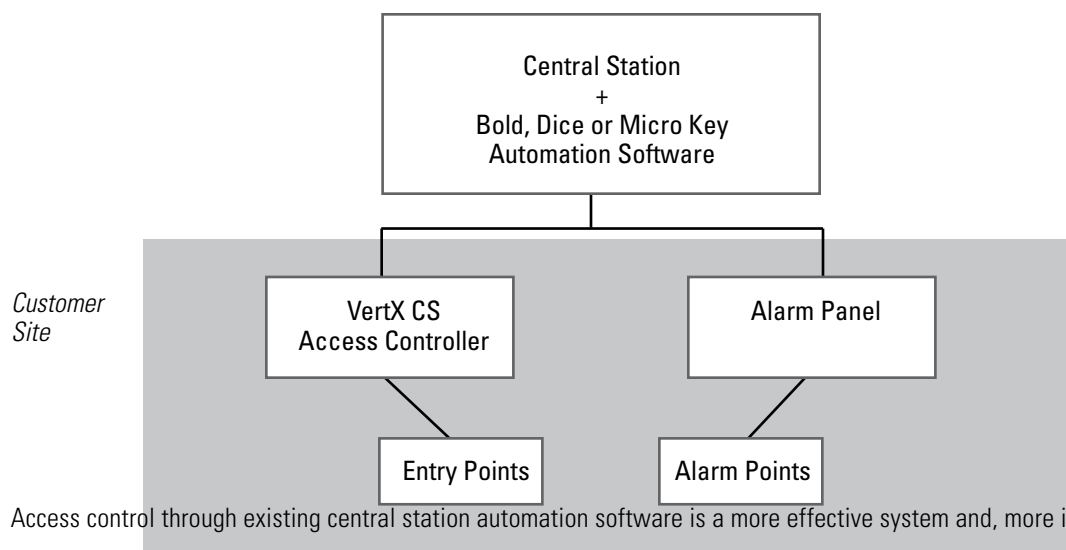 Central Station
+
Bold, Dice or Micro Key
Automation Software
Customer
Site
VertX CS
Access Controller
Alarm Panel
Entry Points
Alarm Points
Access control through existing central station automation software is a more effective system and, more i